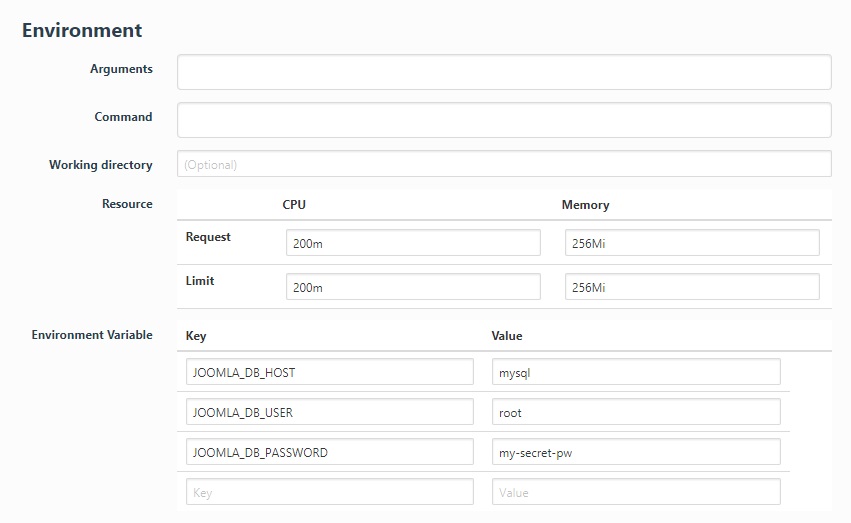 Environment
Arguments
Command
Working directory (Optional)
Resource CPU Memory
Request 200m 256Mi
Limit 200m 256Mi
Environment Variable Key Value
JOOMLA_DB_HOST mysql
JOOMLA_DB_USER root
JOOMLA_DB_PASSWORD my-secret-pw
Key Value